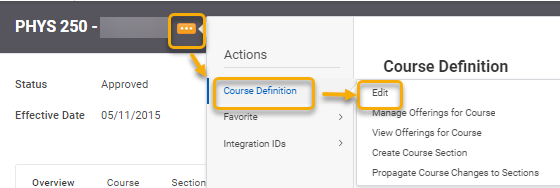 PHYS 250 -
Status Approved
Effective Date 05/11/2015
Overview Course Section
Actions
Course Definition
Favorite
Integration IDs
Course Definition
Edit
Manage Offerings for Course
View Offerings for Course
Create Course Section
Propagate Course Changes to Sections